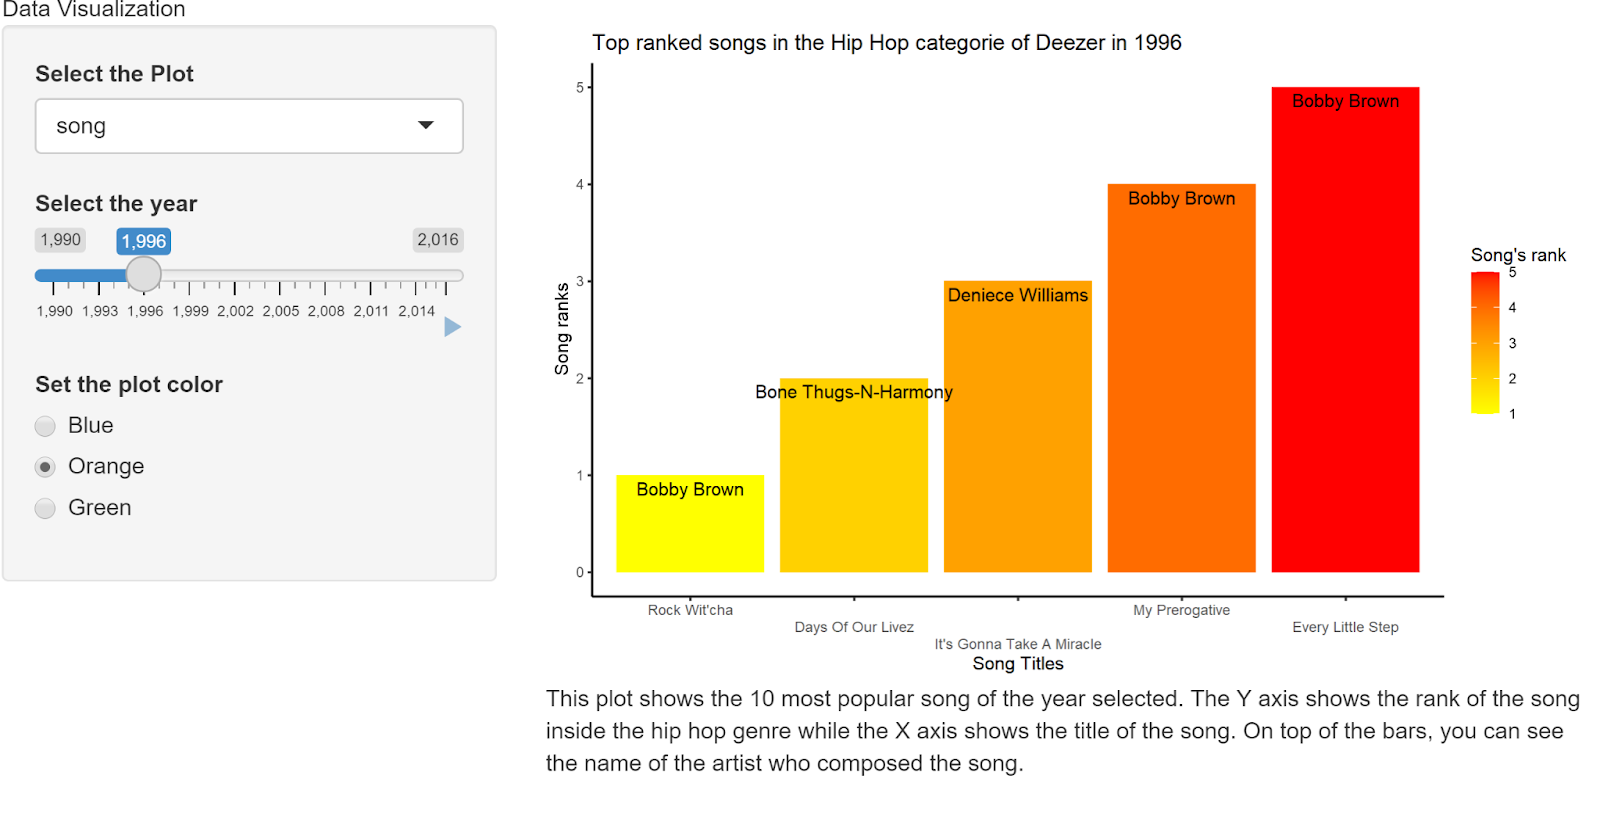 Data Visualization
Select the Plot
song
Select the year
1,990 1,996 2,016
1,990 1,993 1,996 1,999 2,002 2,005 2,008 2,011 2,014
Set the plot color
Blue
Orange
Green
Top ranked songs in the Hip Hop categorie of Deezer in 1996
Song ranks
5
4
3
2
1
0
Bobby Brown
Bone Thugs-N-Harmony
Deniece Williams
Bobby Brown
Bobby Brown
Rock Wit'cha
Days Of Our Livez
It's Gonna Take A Miracle
My Prerogative
Every Little Step
Song Titles
Song's rank
5
4
3
2
1
This plot shows the 10 most popular song of the year selected. The Y axis shows the rank of the song
inside the hip hop genre while the X axis shows the title of the song. On top of the bars, you can see
the name of the artist who composed the song.